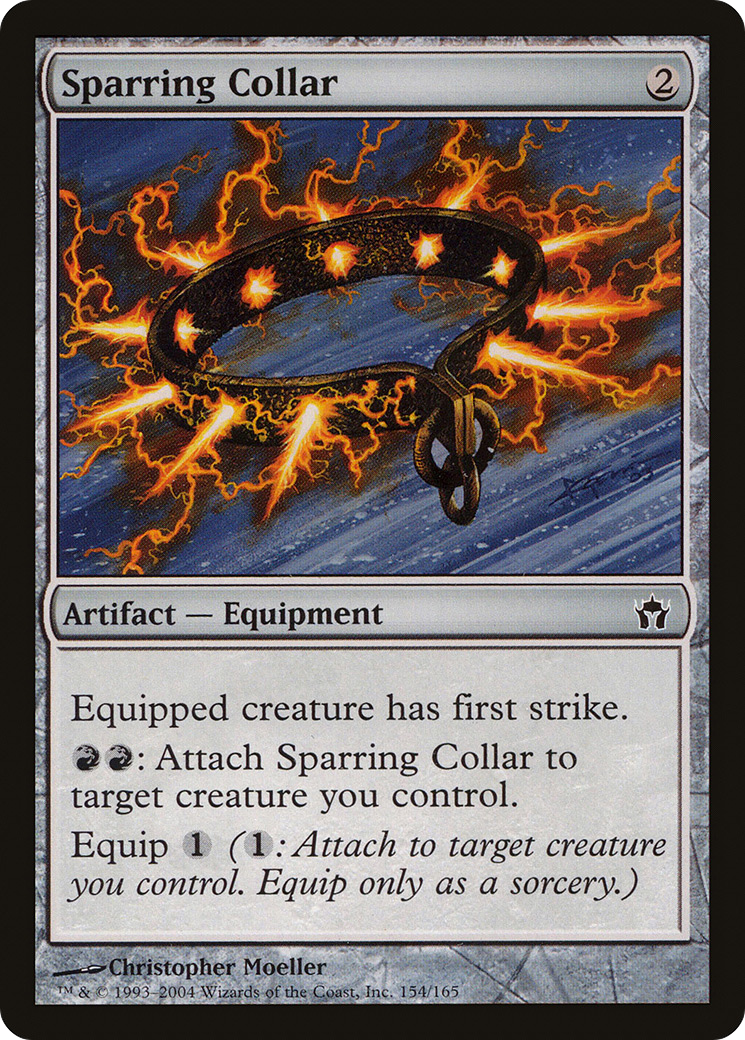 Sparring Collar 2
Artifact — Equipment
Equipped creature has first strike.
: Attach Sparring Collar to
target creature you control.
Equip 1 (1: Attach to target creature
you control. Equip only as a sorcery.)
Christopher Moeller
™ & © 1993–2004 Wizards of the Coast, Inc. 154/165